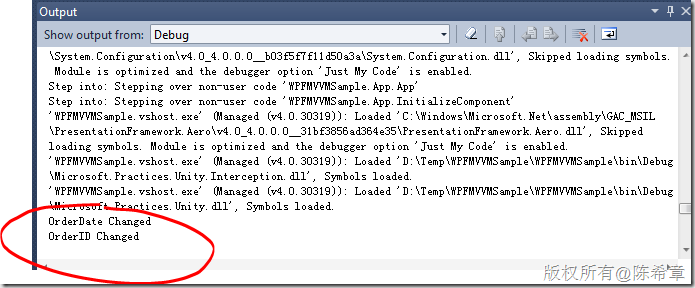 Output
Show output from: Debug
\System.Configuration\v4.0_4.0.0.0__b03f5f7f11d50a3a\System.Configuration.dll', Skipped loading symbols.
Module is optimized and the debugger option 'Just My Code' is enabled.
Step into: Stepping over non-user code 'WPFMVVMSample.App.App'
Step into: Stepping over non-user code 'WPFMVVMSample.App.InitializeComponent'
'WPFMVVMSample.vshost.exe' (Managed (v4.0.30319)): Loaded 'C:\Windows\Microsoft.Net\assembly\GAC_MSIL
\PresentationFramework.Aero\v4.0_4.0.0.0__31bf3856ad364e35\PresentationFramework.Aero.dll', Skipped
loading symbols. Module is optimized and the debugger option 'Just My Code' is enabled.
'WPFMVVMSample.vshost.exe' (Managed (v4.0.30319)): Loaded 'D:\Temp\WPFMVVMSample\WPFMVVMSample\bin\Debug
\Microsoft.Practices.Unity.Interception.dll', Symbols loaded.
'WPFMVVMSample.vshost.exe' (Managed (v4.0.30319)): Loaded 'D:\Temp\WPFMVVMSample\WPFMVVMSample\bin\Debug
\Microsoft.Practices.Unity.dll', Symbols loaded.
OrderDate Changed
OrderID Changed
版权所有@陈希章